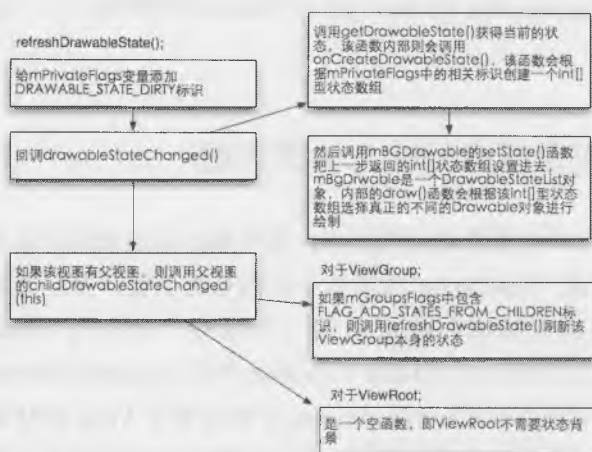 refreshDrawableState();
给mPrivateFlags变量添加
DRAWABLE_STATE_DIRTY标识
回调drawableStateChanged()
如果该视图有父视图，则调用父视图
的childDrawableStateChanged
(this)
调用getDrawableState()获得当前的状
态，该函数内部则会调用
onCreateDrawableState()，该函数会根
据mPrivateFlags中的相关标识创建一个int[]
型状态数组
然后调用mBGDrawable的setState()函数
把上一步返回的int[]状态数组设置进去，
mBgDrwable是一个DrawableStateList对
象，内部的draw()函数会根据该int[]型状态
数组选择真正的不同的Drawable对象进行
绘制
对于ViewGroup;
如果mGroupsFlags中包含
FLAG_ADD_STATES_FROM_CHILDREN标
识，则调用refreshDrawableState()刷新该
ViewGroup本身的状态
对于ViewRoot;
是一个空函数，即ViewRoot不需要状态背
景